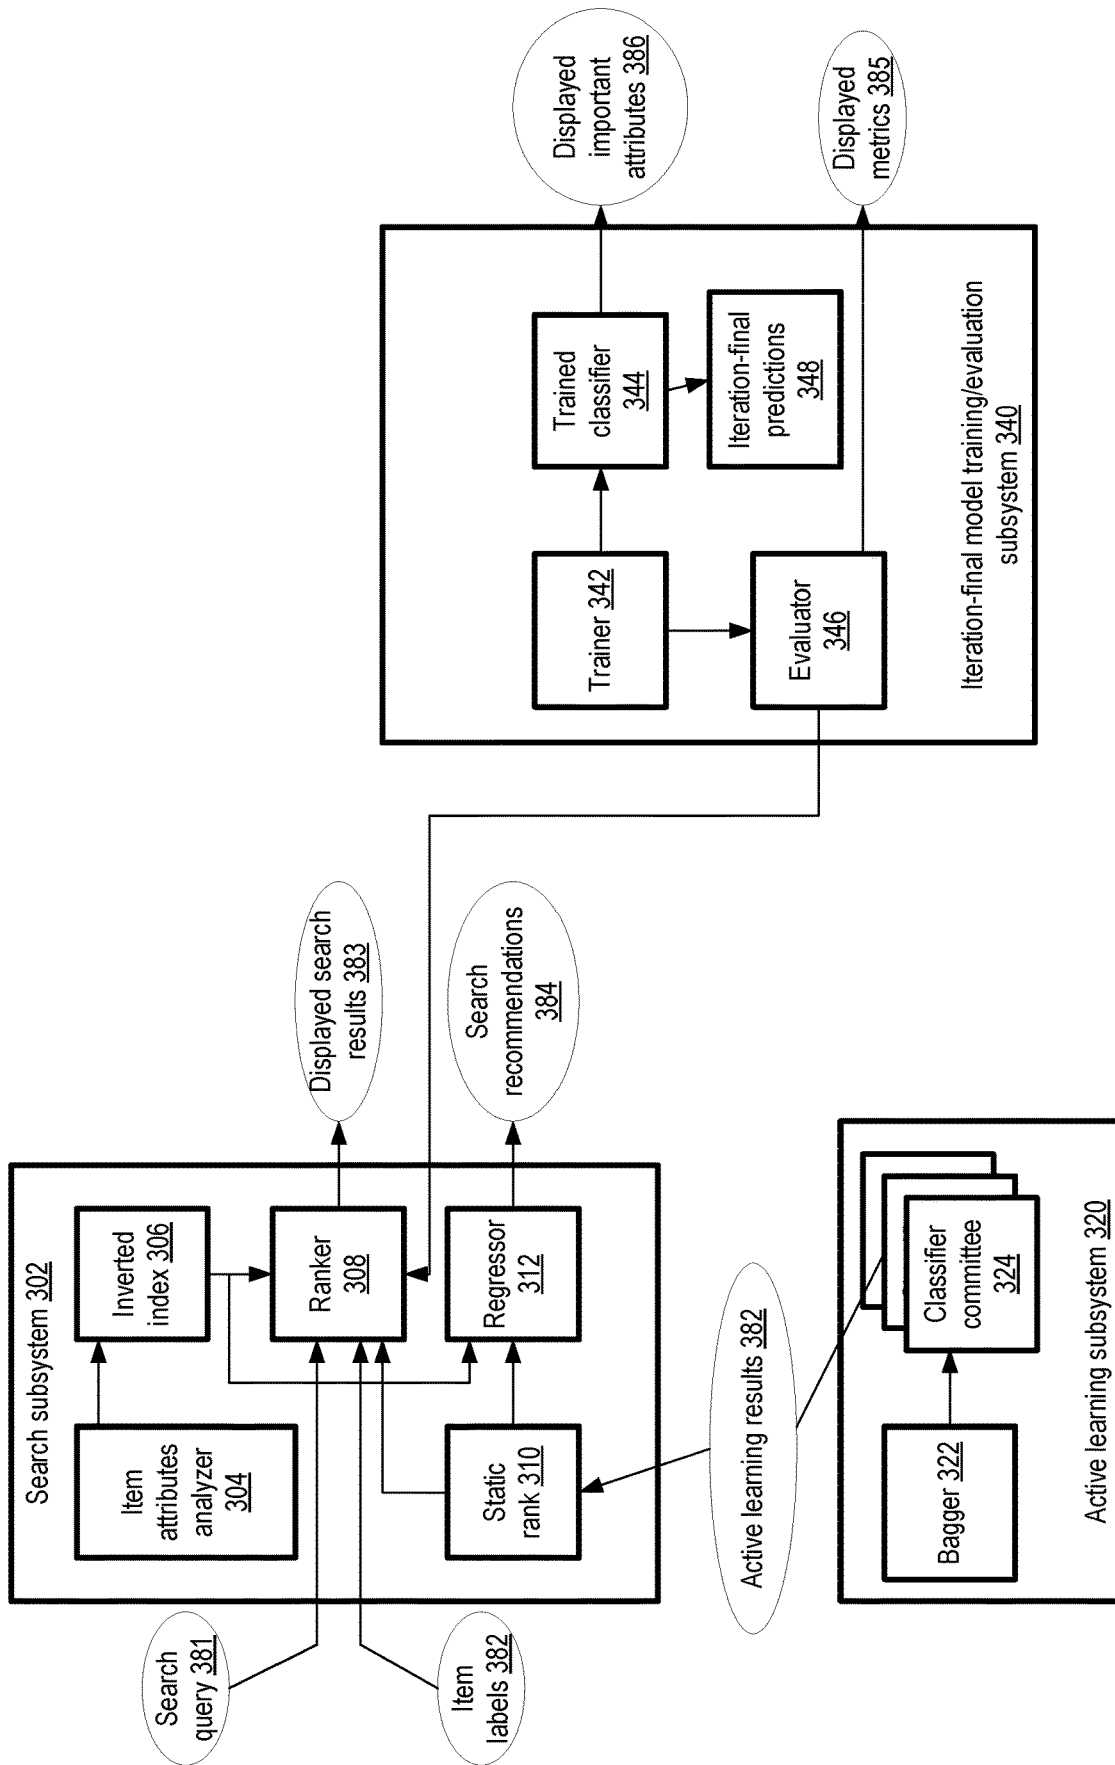 Search subsystem 302
Item
attributes
analyzer
304
Inverted
index 306
Search
query 381
Ranker
308
Displayed search
results 383
Item
labels 382
Static
rank 310
Regressor
312
Search
recommendations
384
Active learning results 382
Bagger 322
Classifier
committee
324
Active learning subsystem 320
Trainer 342
Trained
classifier
344
Displayed
important
attributes 386
Evaluator
346
Iteration-final
predictions
348
Displayed
metrics 385
Iteration-final model training/evaluation
subsystem 340